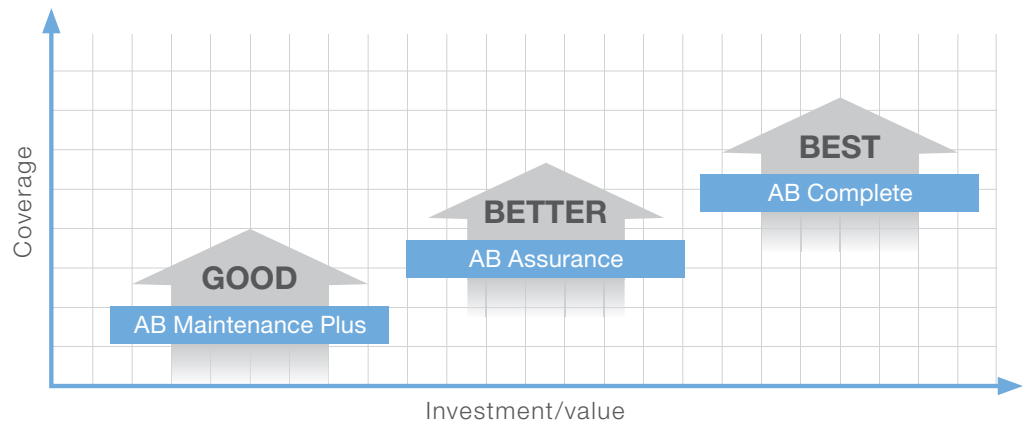 Coverage
BEST
AB Complete
BETTER
AB Assurance
GOOD
AB Maintenance Plus
Investment/value